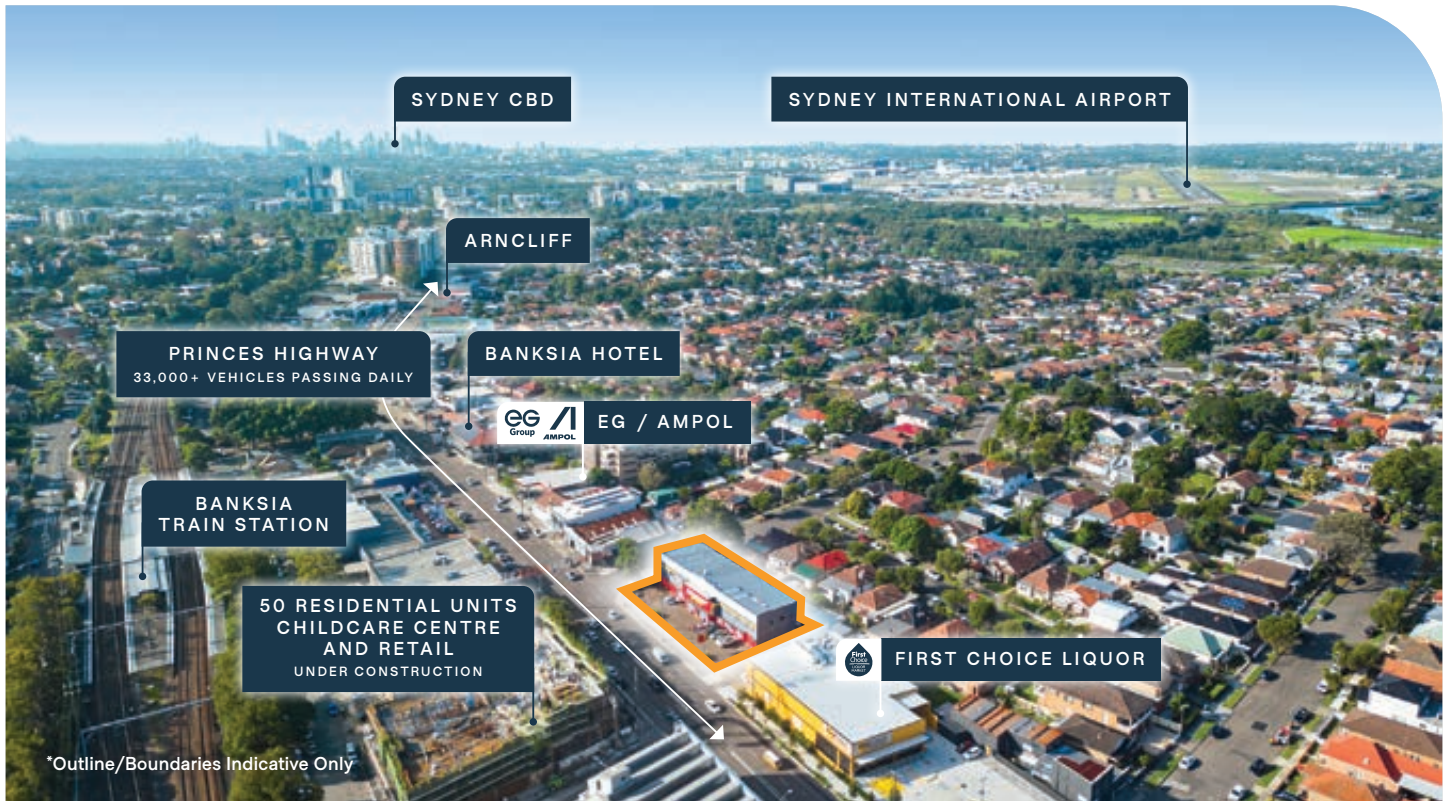 SYDNEY CBD
SYDNEY INTERNATIONAL AIRPORT
ARNCLIFF
PRINCES HIGHWAY
33,000+ VEHICLES PASSING DAILY
BANKSIA HOTEL
eG
Group
AMPOL
EG / AMPOL
BANKSIA
TRAIN STATION
50 RESIDENTIAL UNITS
CHILDCARE CENTRE
AND RETAIL
UNDER CONSTRUCTION
First
Choice
LIQUOR
MARKET
FIRST CHOICE LIQUOR
*Outline/Boundaries Indicative Only